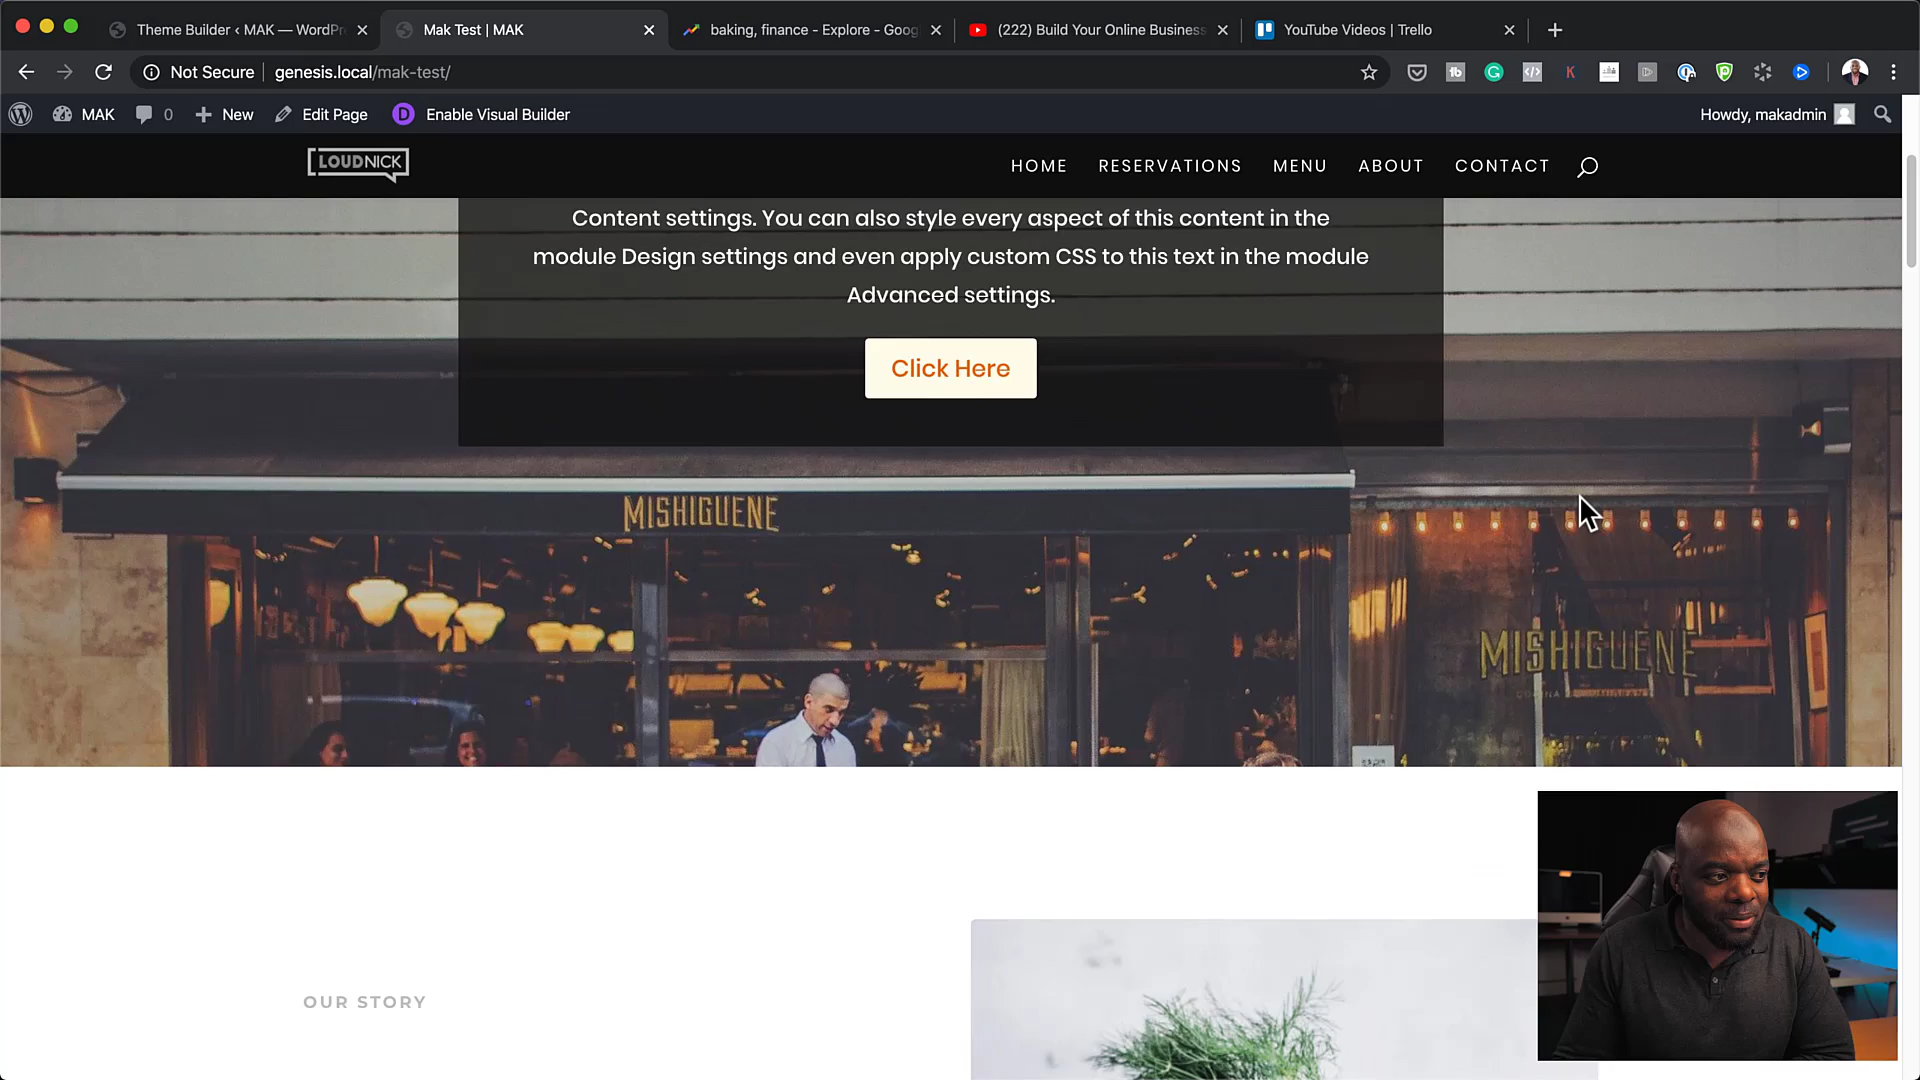 Theme Builder ‹ MAK — WordPr
Mak Test | MAK
baking, finance - Explore - Goog
(222) Build Your Online Business
YouTube Videos | Trello
Not Secure
genesis.local/mak-test/
MAK
0
New
Edit Page
D
Enable Visual Builder
Howdy, makadmin
LOUDNICK
HOME
RESERVATIONS
MENU
ABOUT
CONTACT
Content settings. You can also style every aspect of this content in the
module Design settings and even apply custom CSS to this text in the module
Advanced settings.
Click Here
MISHIGUENE
MISHIGUENE
OUR STORY